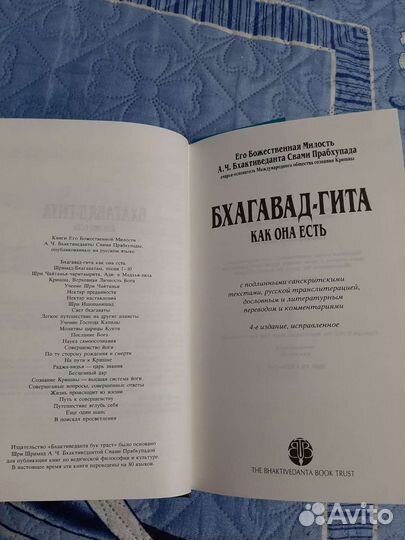 Книги Его Божественной Милости
А. Ч. Бхактиведанты Свами Прабхупады,
опубликованные на русском языке:
Бхагавад-гита как она есть
Шримад-Бхагаватам, песни 1–10
Шри Чайтанья-чаритамрита, Ади- и Мадхья-лила
Кришна, Верховная Личность Бога
Учение Шри Чайтаньи
Нектар преданности
Нектар наставлений
Шри Ишопанишад
Свет бхагаваты
Легкое путешествие на другие планеты
Учение Господа Капилы
Молитвы царицы Кунти
Послание Бога
Наука самоосознания
Совершенство йоги
По ту сторону рождения и смерти
На пути к Кришне
Раджа-видья — царь знания
Бесценный дар
Сознание Кришны — высшая система йоги
Совершенные вопросы, совершенные ответы
Жизнь происходит из жизни
Путь к совершенству
Путешествие вглубь себя
Еще один шанс
В поисках просветления
Издательство «Бхактиведанта бук траст» было основано
Шри Шримад А. Ч. Бхактиведантой Свами Прабхупадой
для публикации книг по ведической философии и культуре.
В настоящее время эти книги переведены на 80 языков.
Его Божественная Милость
А. Ч. Бхактиведанта Свами Прабхупада
ачарья-основатель Международного общества сознания Кришны
БХАГАВАД-ГИТА
КАК ОНА ЕСТЬ
с подлинными санскритскими
текстами, русской транслитерацией,
дословным и литературным
переводом и комментариями
4-е издание, исправленное
THE BHAKTIVEDANTA BOOK TRUST
Avito